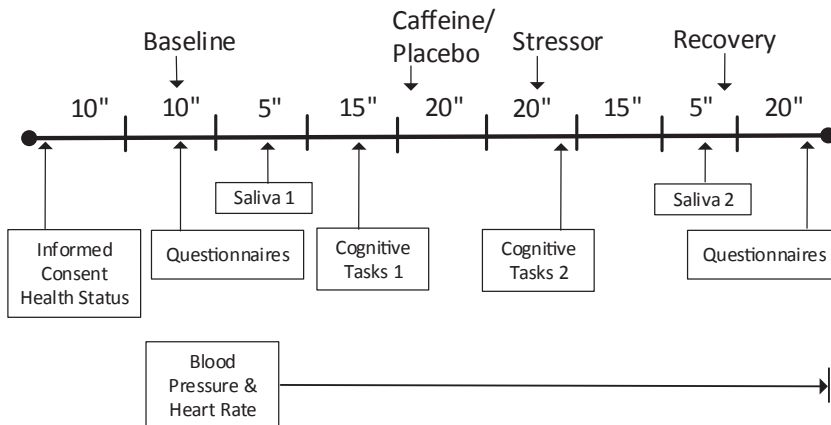 Baseline
Caffeine/
Placebo
Stressor
Recovery
10" 10" 5" 15" 20" 20" 15" 5" 20"
Saliva 1
Saliva 2
Informed
Consent
Health Status
Questionnaires
Cognitive
Tasks 1
Cognitive
Tasks 2
Questionnaires
Blood
Pressure &
Heart Rate